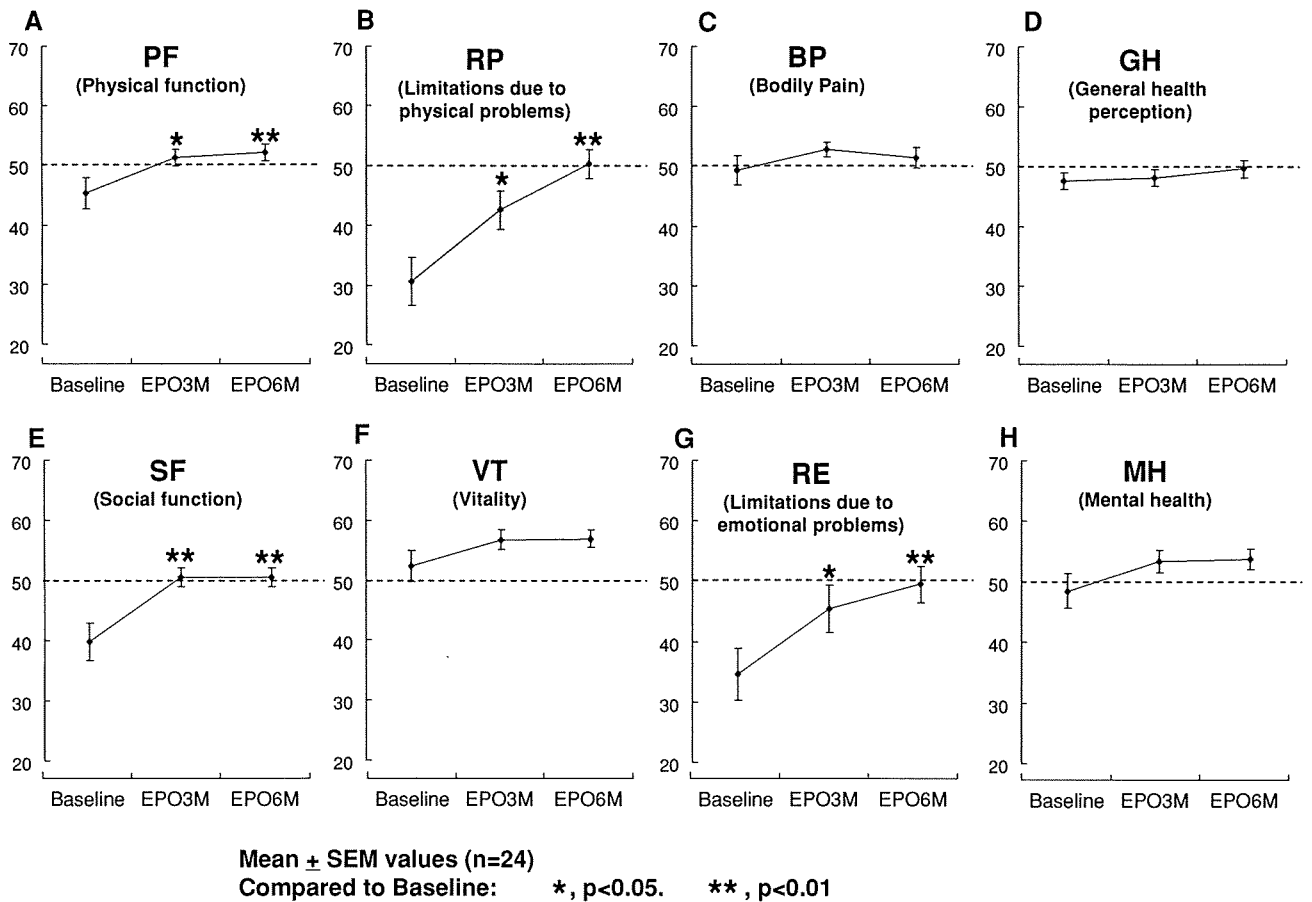 A
PF
(Physical function)
70
60
50
40
30
20
*
**
Baseline EPO3M EPO6M
B
RP
(Limitations due to
physical problems)
70
60
50
40
30
20
*
**
Baseline EPO3M EPO6M
C
BP
(Bodily Pain)
70
60
50
40
30
20
Baseline EPO3M EPO6M
D
GH
(General health
perception)
70
60
50
40
30
20
Baseline EPO3M EPO6M
E
SF
(Social function)
70
60
50
40
30
20
**
**
Baseline EPO3M EPO6M
F
VT
(Vitality)
70
60
50
40
30
20
Baseline EPO3M EPO6M
G
RE
(Limitations due to
emotional problems)
70
60
50
40
30
20
*
**
Baseline EPO3M EPO6M
H
MH
(Mental health)
70
60
50
40
30
20
Baseline EPO3M EPO6M
Mean ± SEM values (n=24)
Compared to Baseline: *, p<0.05. **, p<0.01